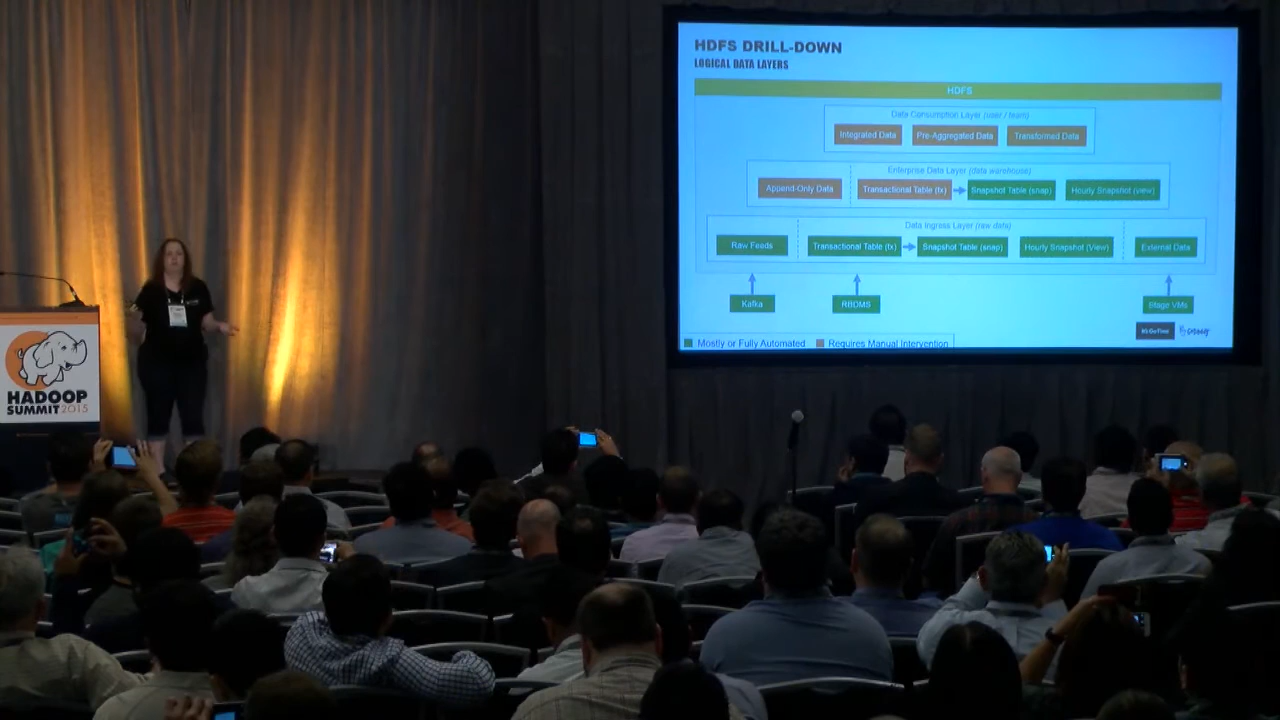 HDFS DRILL-DOWN
LOGICAL DATA LAYERS
HDFS
Data Consumption Layer (user / team)
Integrated Data Pre-Aggregated Data Transformed Data
Enterprise Data Layer (data warehouse)
Append-Only Data Transactional Table (tx) Snapshot Table (snap) Hourly Snapshot (view)
Data Ingress Layer (raw data)
Raw Feeds Transactional Table (tx) Snapshot Table (snap) Hourly Snapshot (View) External Data
Kafka RBDMS Stage VMs
Mostly or Fully Automated Requires Manual Intervention
HADOOP
SUMMIT 2015